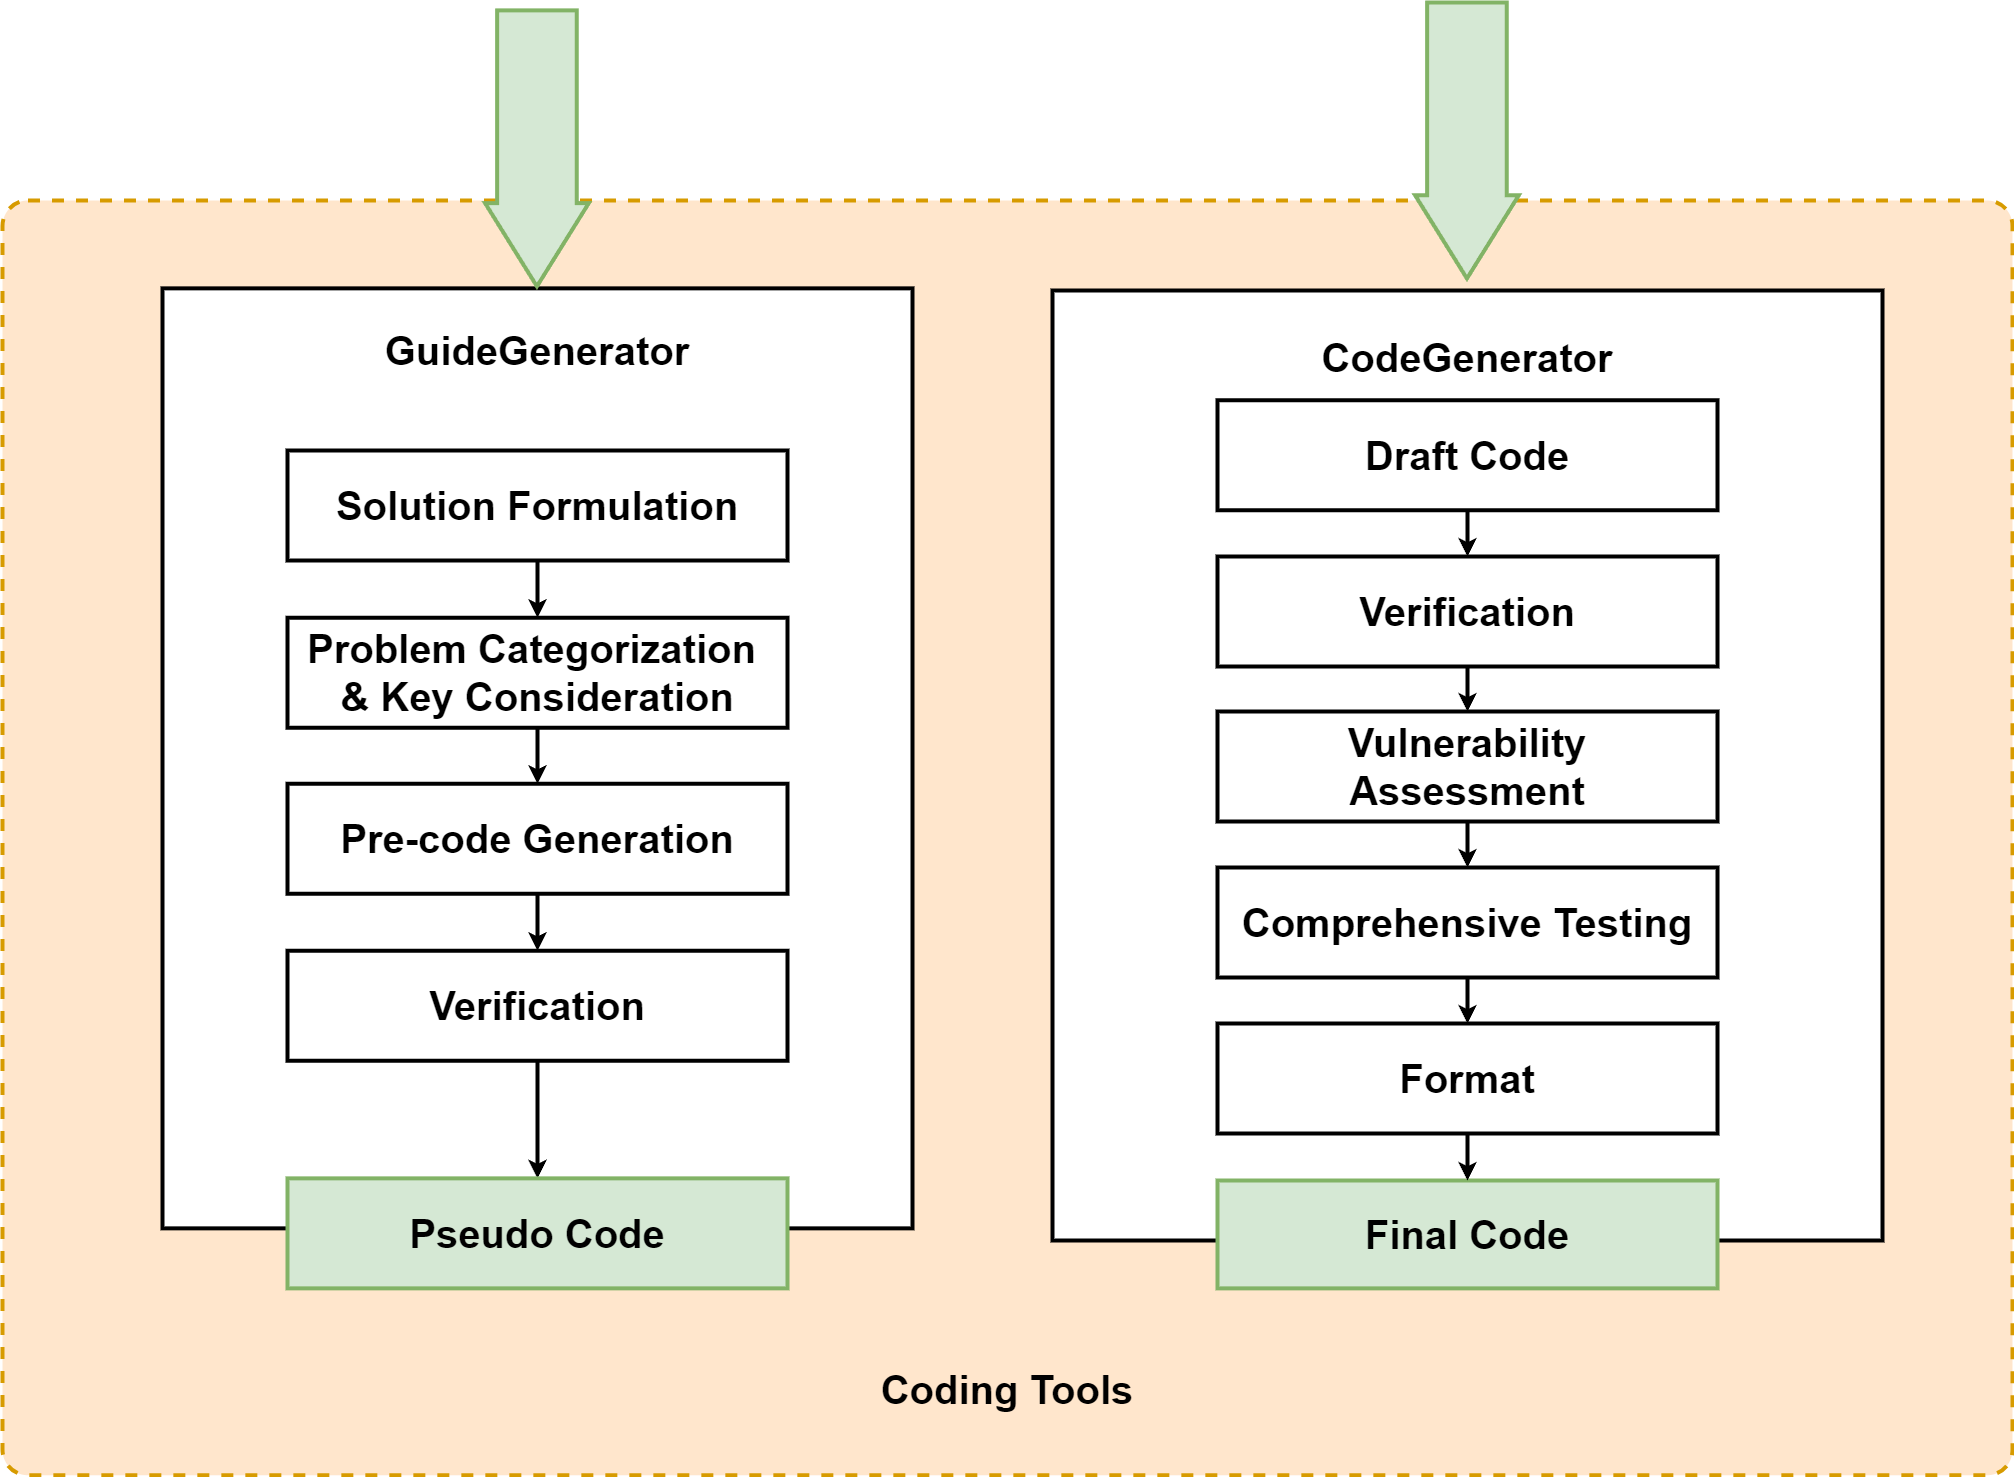 GuideGenerator
Solution Formulation
Problem Categorization
& Key Consideration
Pre-code Generation
Verification
Pseudo Code
CodeGenerator
Draft Code
Verification
Vulnerability
Assessment
Comprehensive Testing
Format
Final Code
Coding Tools